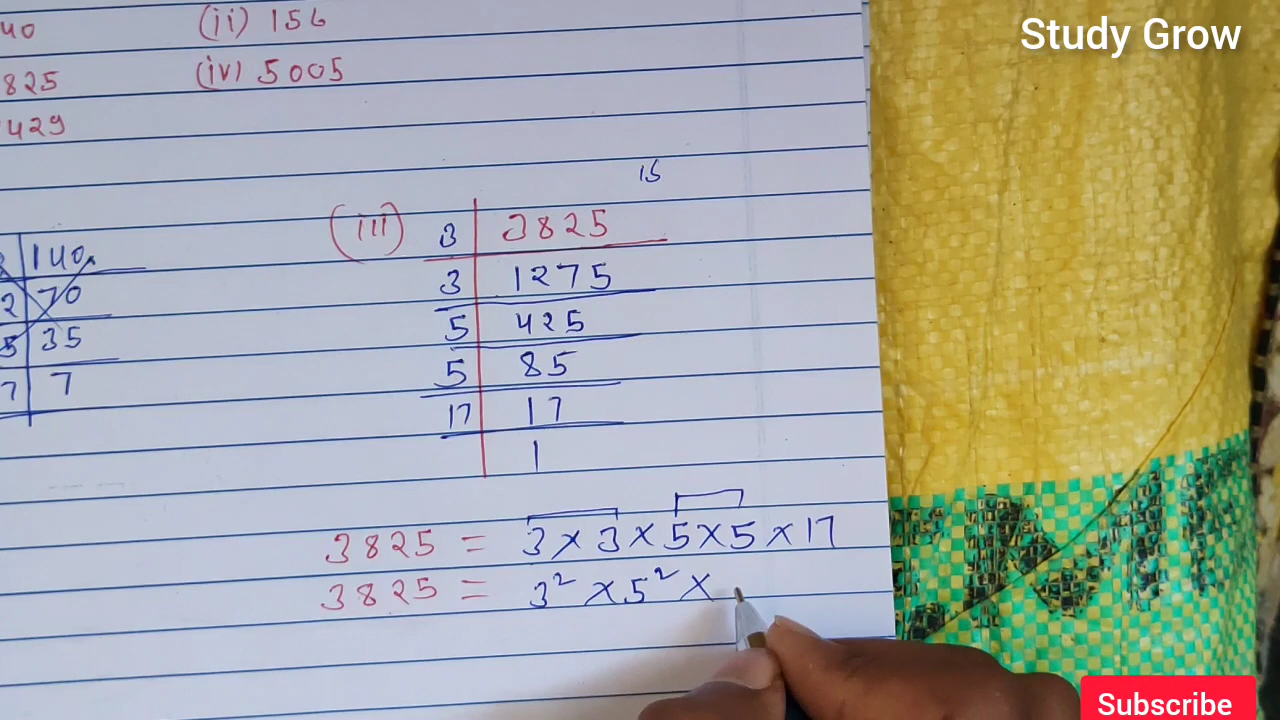 Study Grow
40 (ii) 156
825 (iv) 5005
429
15
140
2 70
5 35
7 7
(iii) 3 3825
3 1275
5 425
5 85
17 17
1
3825 = 3 × 3 × 5 × 5 × 17
3825 = 3² × 5² ×
Subscribe